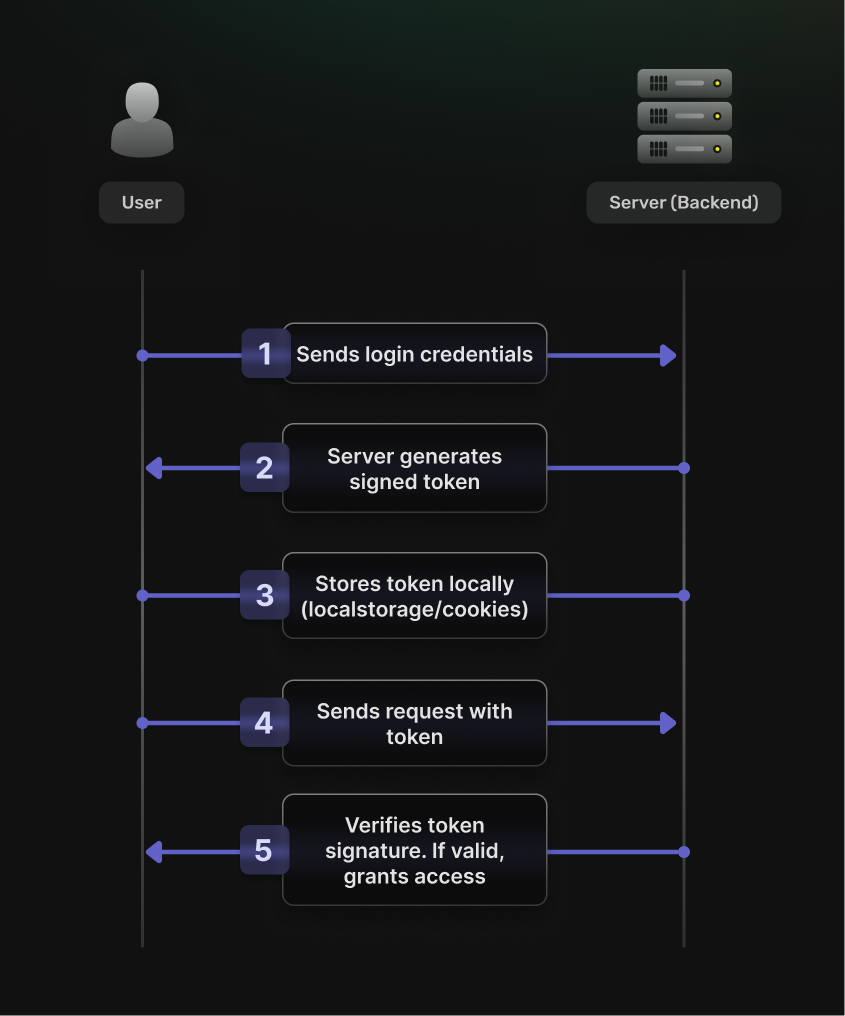 User
Server (Backend)
1
Sends login credentials
2
Server generates
signed token
3
Stores token locally
(localstorage/cookies)
4
Sends request with
token
5
Verifies token
signature. If valid,
grants access